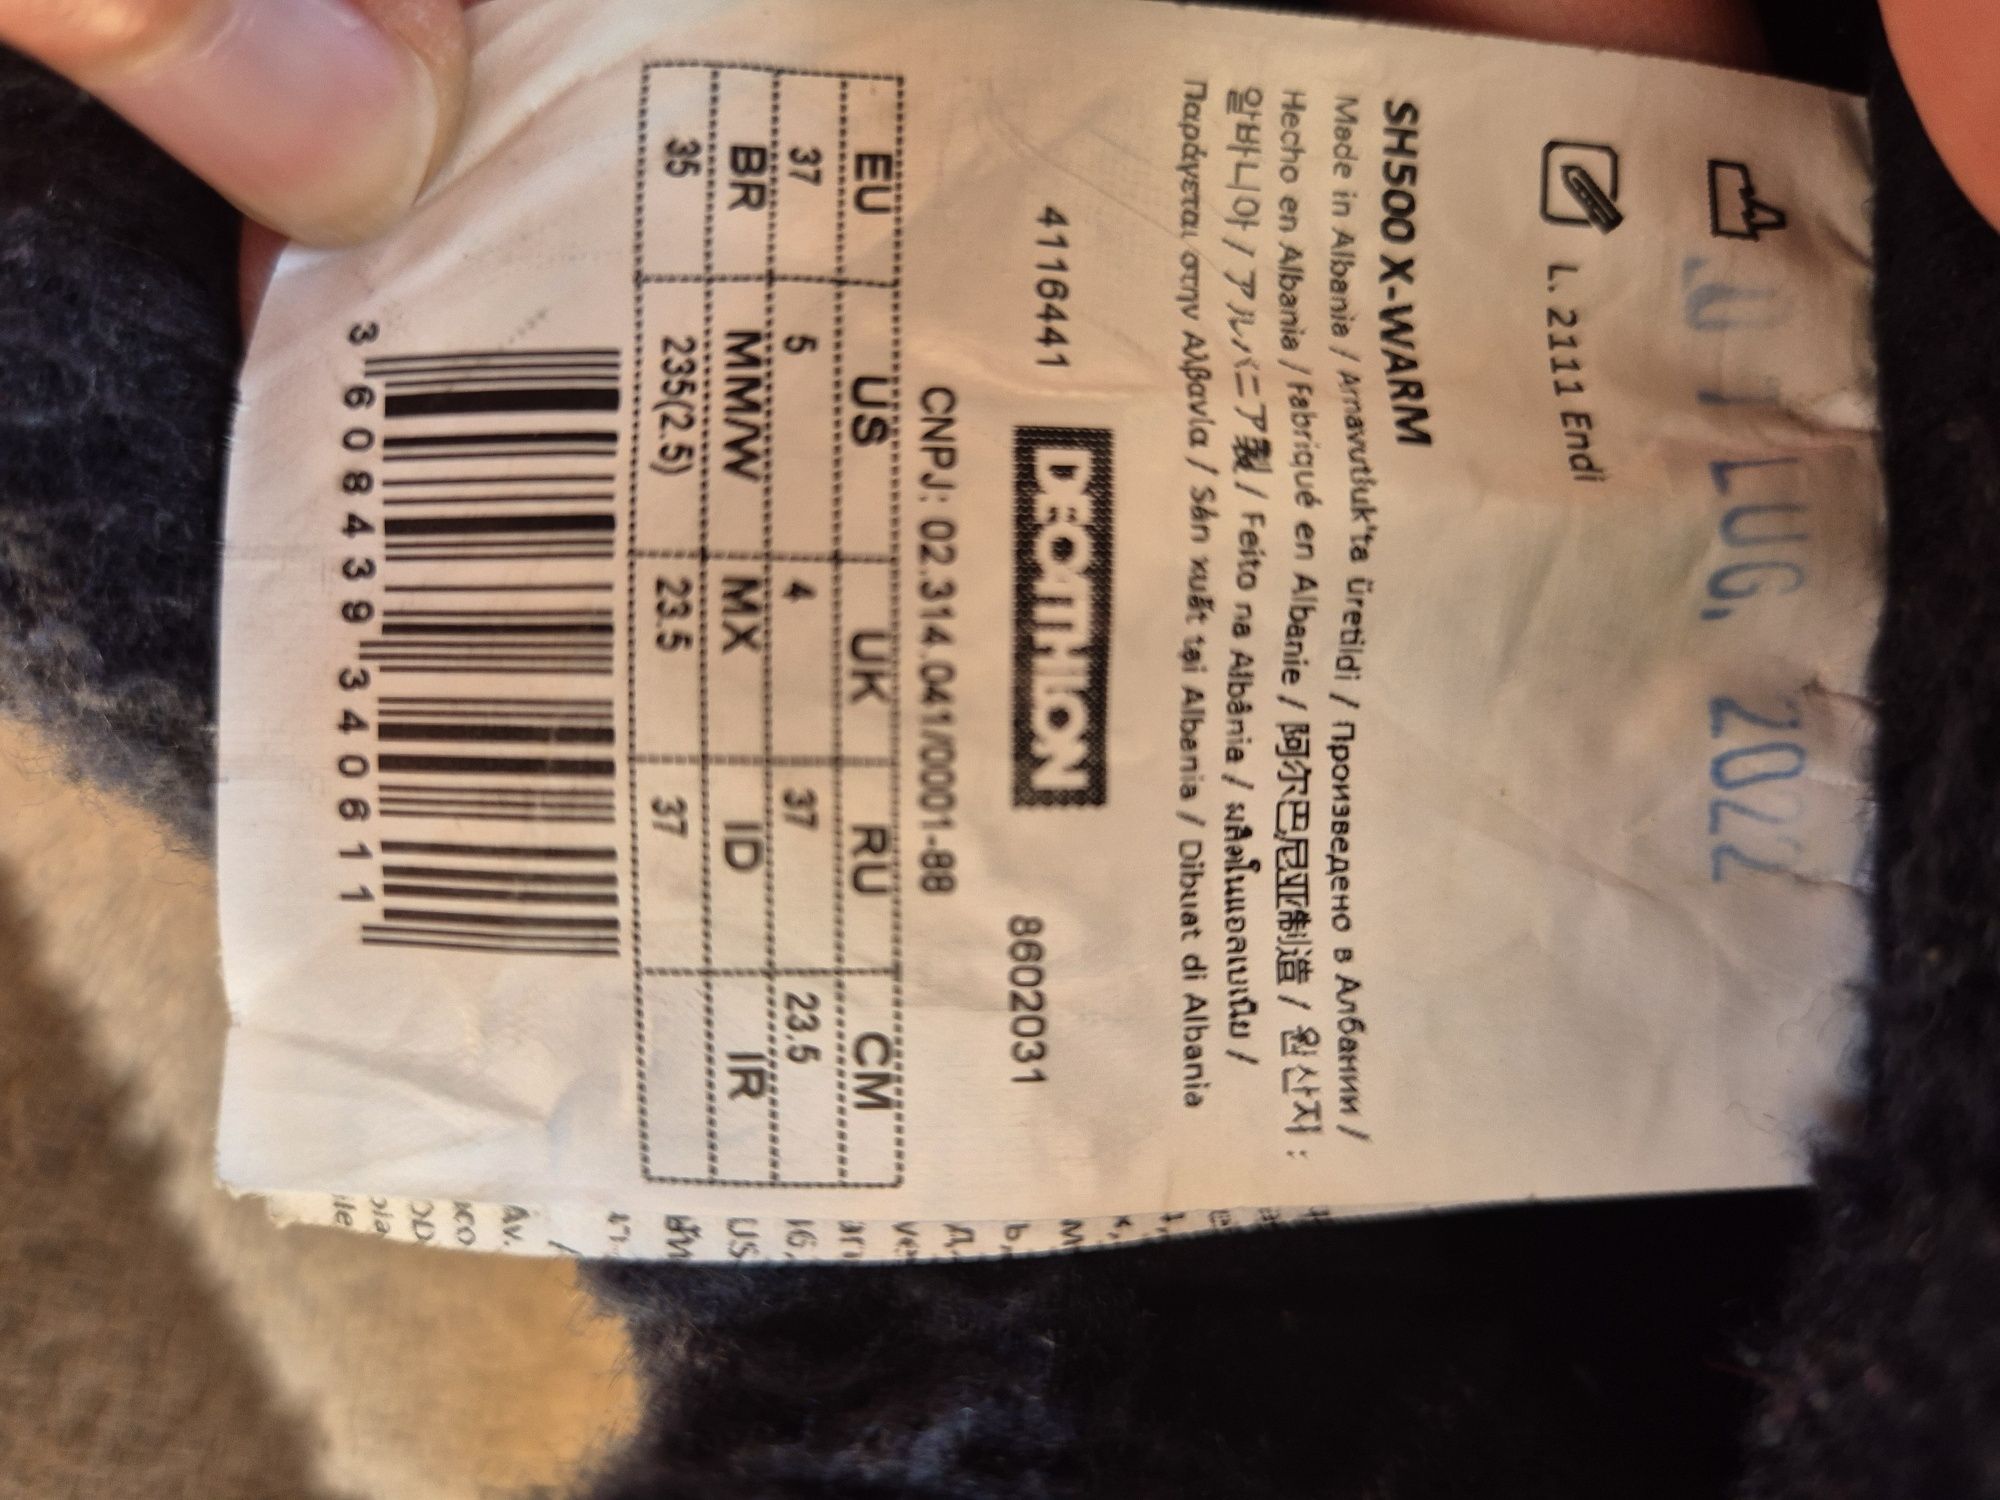 LUG, 2022
L. 2111 Endi
SH500 X-WARM
Made in Albania / Arnavutluk'ta üretildi / Произведено в Албании /
Hecho en Albania / Fabriqué en Albanie / 阿尔巴尼亚制造 / 원산지 :
알바니아 / アルバニア製 / Feito na Albânia / ผลิตในแอลเบเนีย /
Παράγεται στην Αλβανία / Sản xuất tại Albania / Dibuat di Albania
4116441 DECATHLON 8602031
CNPJ: 02.314.041/0001-88
EU US UK RU CM
37 5 4 37 23.5
BR MM/W MX ID IR
35 235(2.5) 23.5 37
3 608439 340611